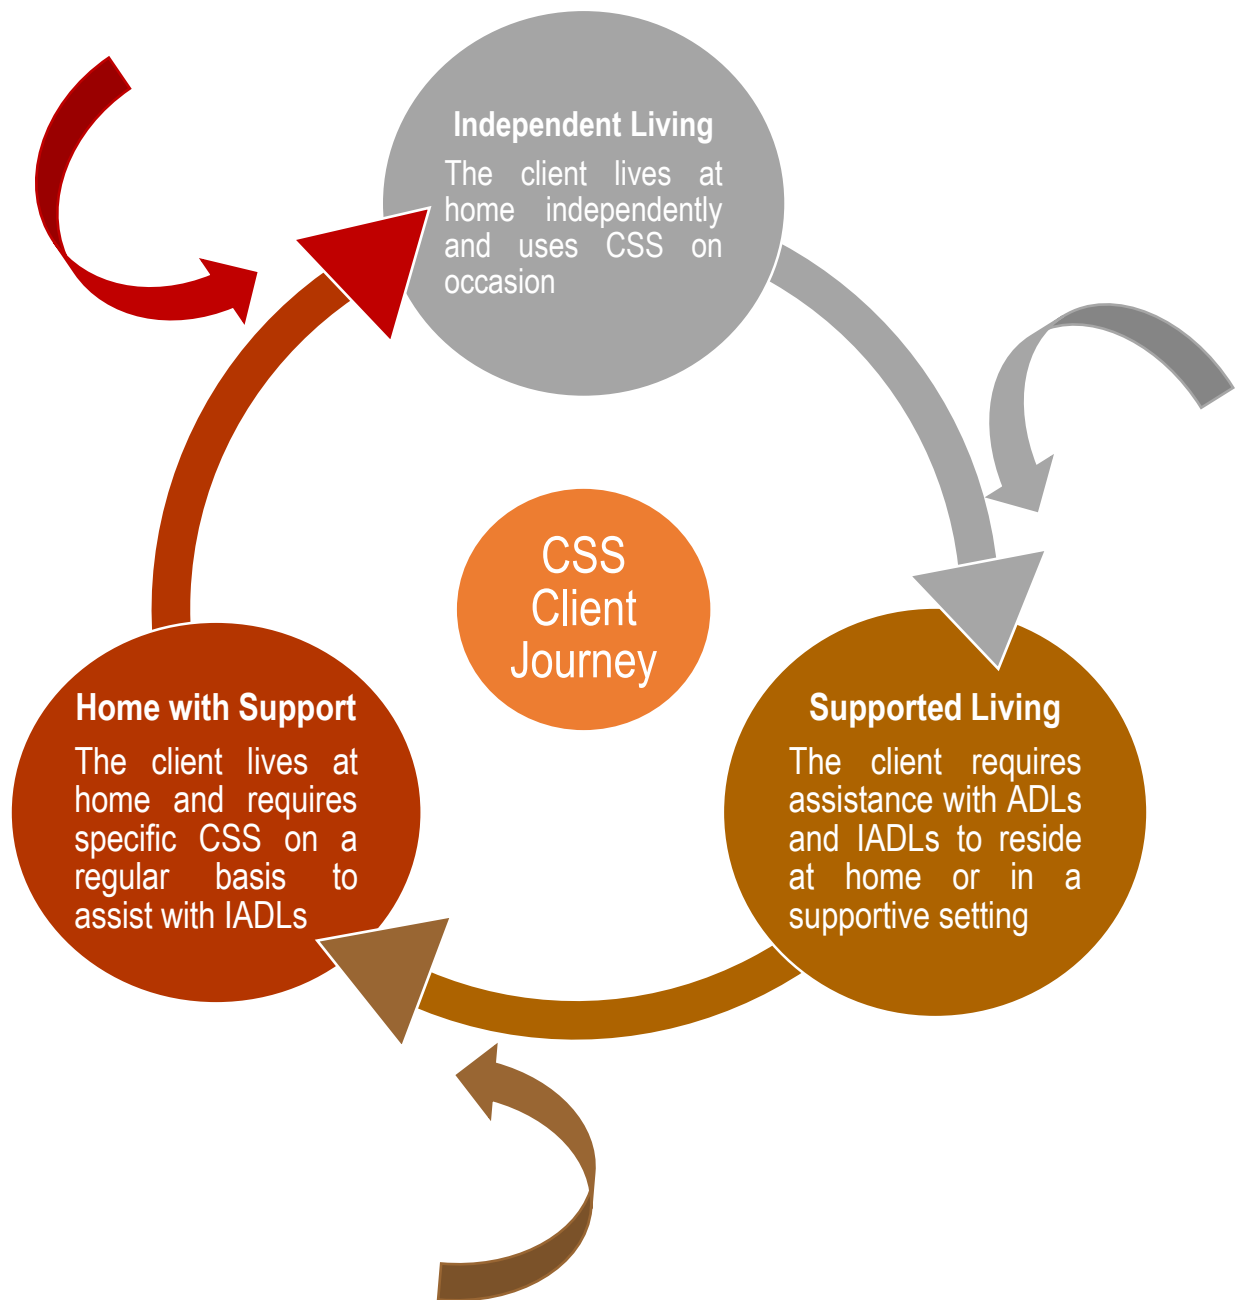 Independent Living
The client lives at
home independently
and uses CSS on
occasion
CSS
Client
Journey
Home with Support
The client lives at
home and requires
specific CSS on a
regular basis to
assist with IADLs
Supported Living
The client requires
assistance with ADLs
and IADLs to reside
at home or in a
supportive setting